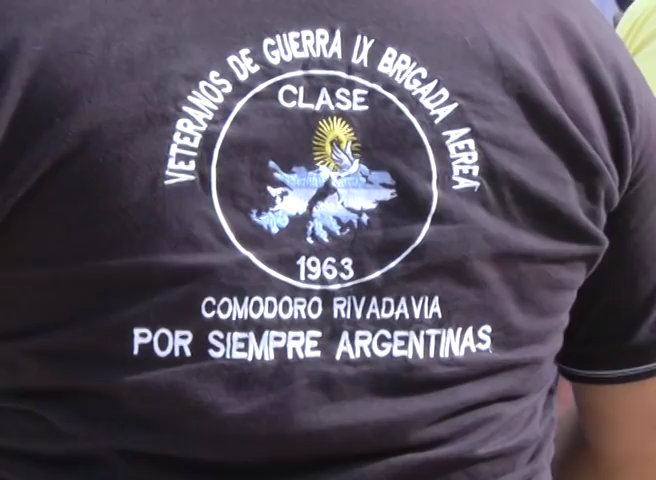 VETERANOS DE GUERRA IX BRIGADA AEREA
CLASE
1963
COMODORO RIVADAVIA
POR SIEMPRE ARGENTINAS